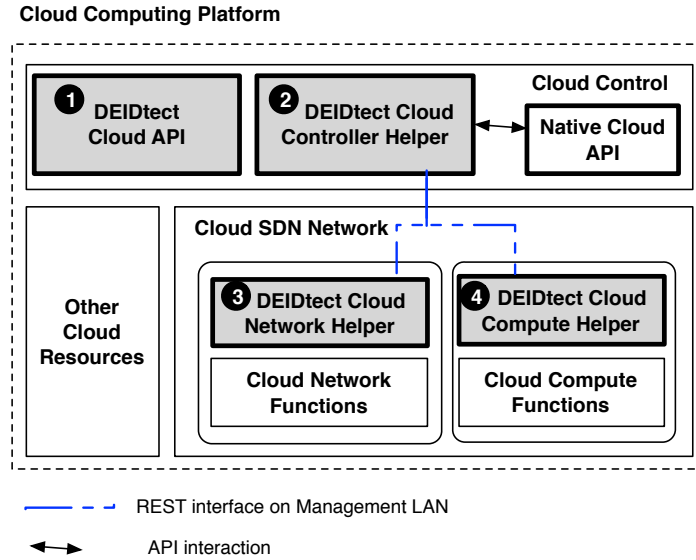 Cloud Computing Platform
Cloud Control
1 DEIDtect
Cloud API
2 DEIDtect Cloud
Controller Helper
Native Cloud
API
Other
Cloud
Resources
Cloud SDN Network
3 DEIDtect Cloud
Network Helper
Cloud Network
Functions
4 DEIDtect Cloud
Compute Helper
Cloud Compute
Functions
REST interface on Management LAN
API interaction